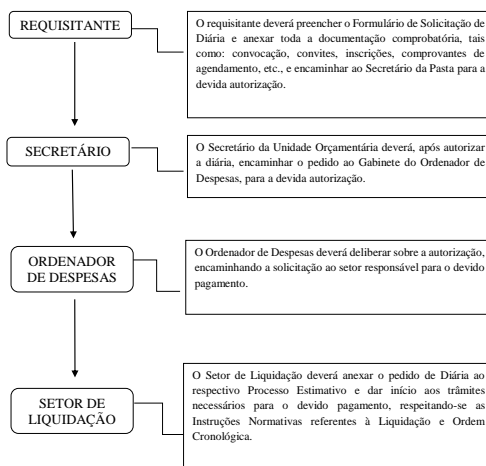 REQUISITANTE
O requisitante deverá preencher o Formulário de Solicitação de
Diária e anexar toda a documentação comprobatória, tais
como: convocação, convites, inscrições, comprovantes de
agendamento, etc., e encaminhar ao Secretário da Pasta para a
devida autorização.
SECRETÁRIO
O Secretário da Unidade Orçamentária deverá, após autorizar
a diária, encaminhar o pedido ao Gabinete do Ordenador de
Despesas, para a devida autorização.
ORDENADOR
DE DESPESAS
O Ordenador de Despesas deverá deliberar sobre a autorização,
encaminhando a solicitação ao setor responsável para o devido
pagamento.
SETOR DE
LIQUIDAÇÃO
O Setor de Liquidação deverá anexar o pedido de Diária ao
respectivo Processo Estimativo e dar início aos trâmites
necessários para o devido pagamento, respeitando-se as
Instruções Normativas referentes à Liquidação e Ordem
Cronológica.